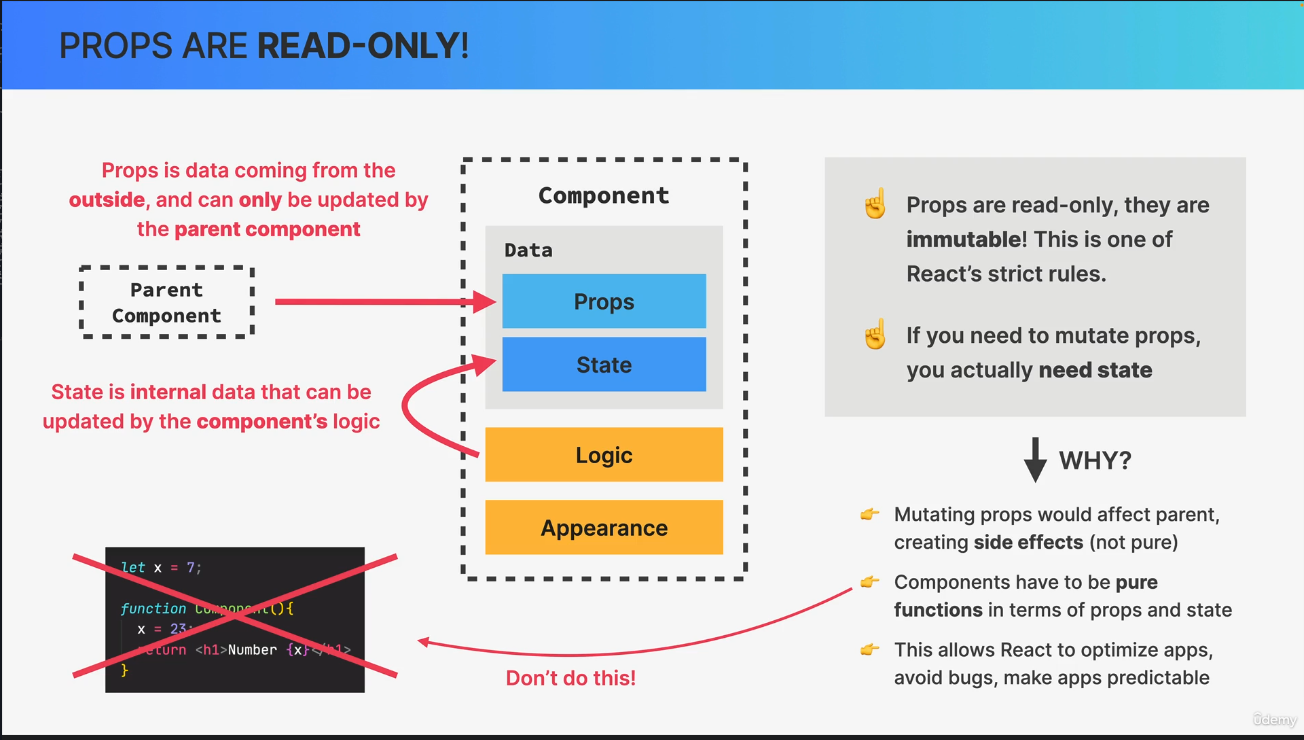 PROPS ARE READ-ONLY!
Props is data coming from the
outside, and can only be updated by
the parent component
Parent
Component
State is internal data that can be
updated by the component's logic
Component
Data
Props
State
Logic
Appearance
☝️ Props are read-only, they are
immutable! This is one of
React's strict rules.
☝️ If you need to mutate props,
you actually need state
WHY?
👉 Mutating props would affect parent,
creating side effects (not pure)
👉 Components have to be pure
functions in terms of props and state
👉 This allows React to optimize apps,
avoid bugs, make apps predictable
let x = 7;
function Component(){
x = 23;
return <h1>Number {x}</h1>
}
Don't do this!
ûdemy